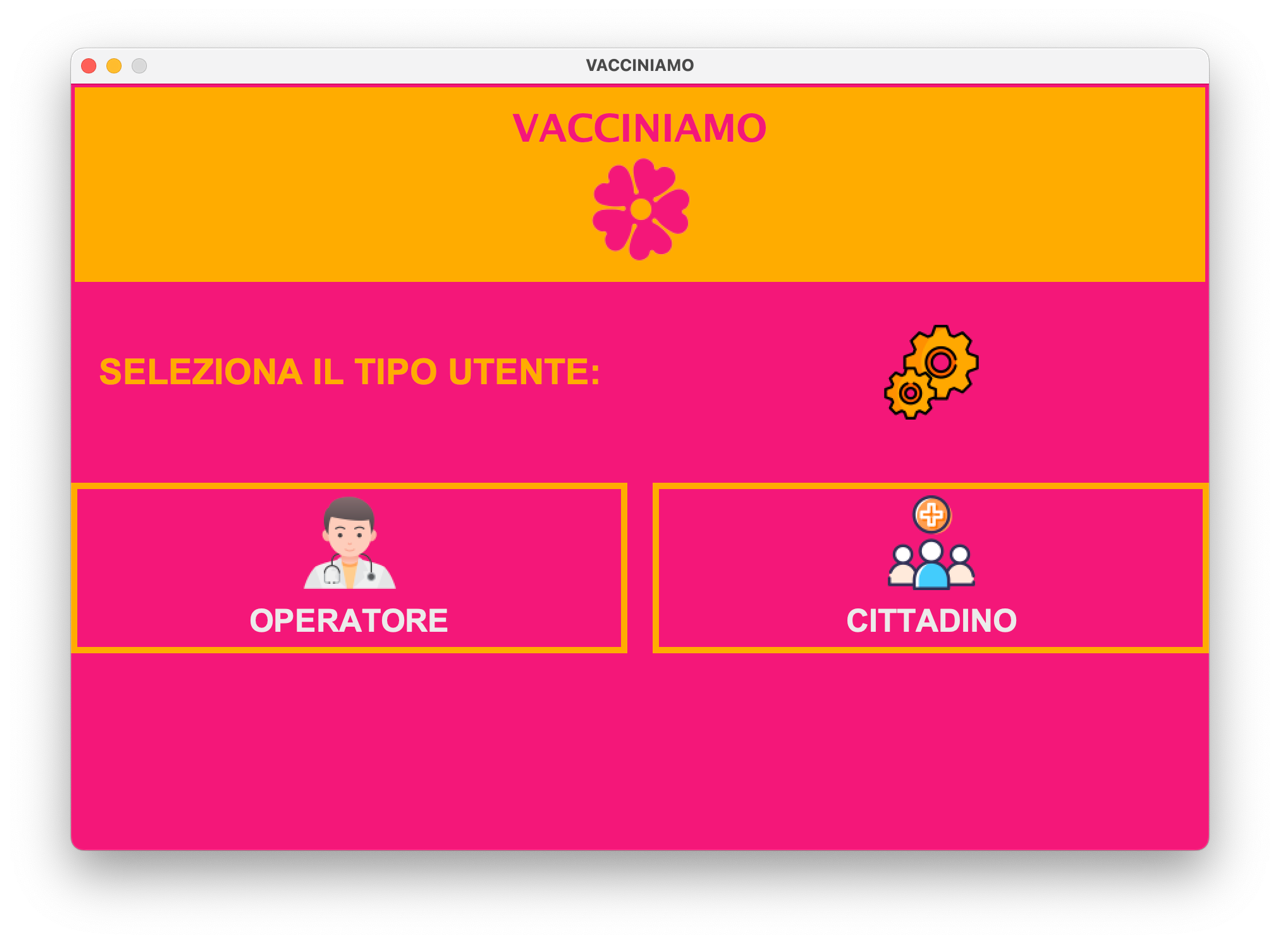 VACCINIAMO
VACCINIAMO
SELEZIONA IL TIPO UTENTE:
OPERATORE
CITTADINO